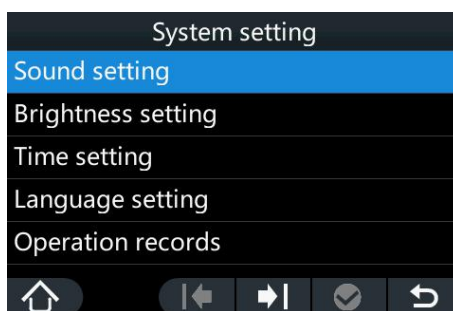 System setting
Sound setting
Brightness setting
Time setting
Language setting
Operation records